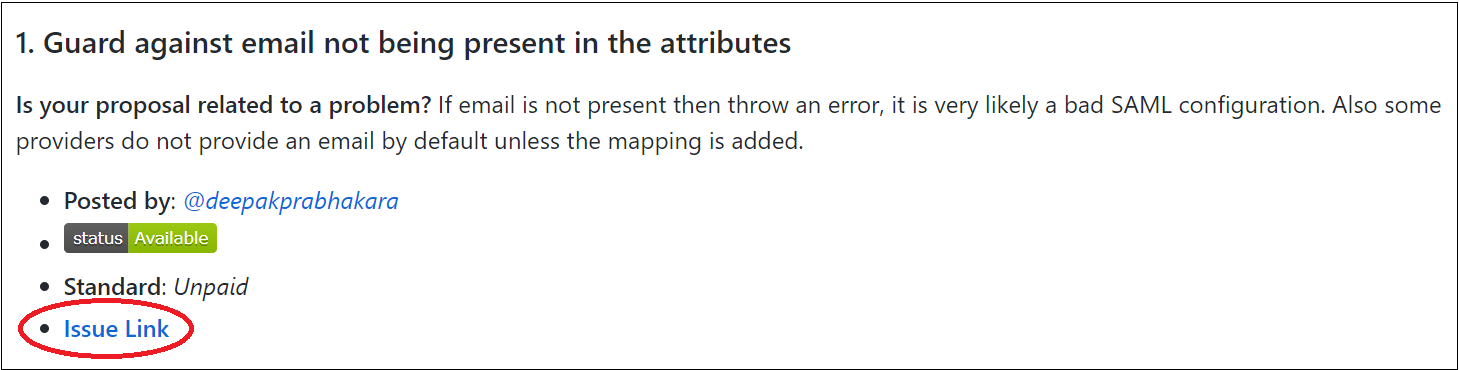 1. Guard against email not being present in the attributes
Is your proposal related to a problem? If email is not present then throw an error, it is very likely a bad SAML configuration. Also some
providers do not provide an email by default unless the mapping is added.
Posted by: @deepakprabhakara
status Available
Standard: Unpaid
Issue Link